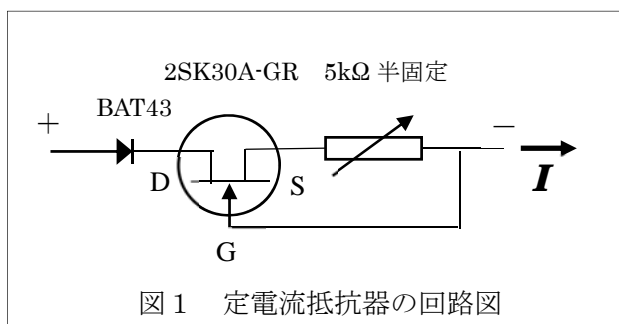 2SK30A-GR 5kΩ 半固定
BAT43
+
−
D
S
I
G
図1 定電流抵抗器の回路図